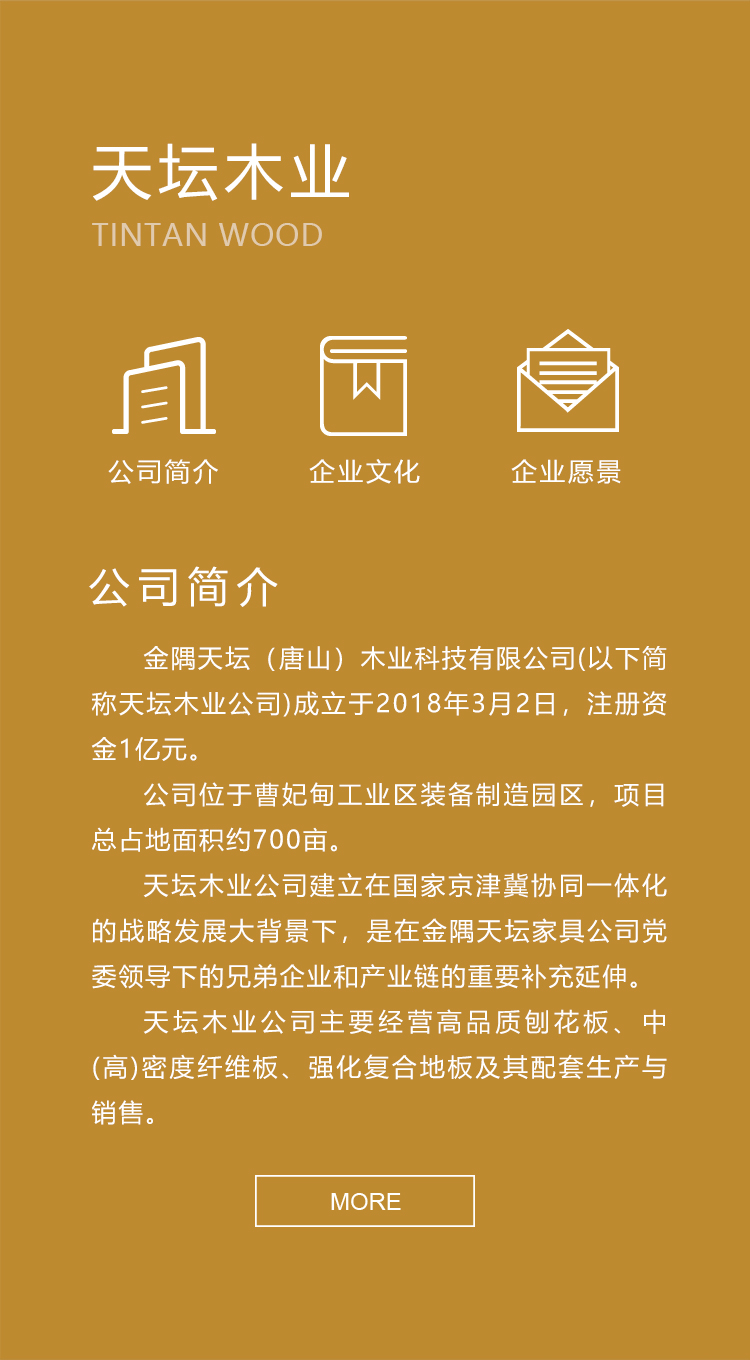 天坛木业
TINTAN WOOD
公司简介 企业文化 企业愿景
公司简介
金隅天坛（唐山）木业科技有限公司(以下简
称天坛木业公司)成立于2018年3月2日，注册资
金1亿元。
公司位于曹妃甸工业区装备制造园区，项目
总占地面积约700亩。
天坛木业公司建立在国家京津冀协同一体化
的战略发展大背景下，是在金隅天坛家具公司党
委领导下的兄弟企业和产业链的重要补充延伸。
天坛木业公司主要经营高品质刨花板、中
(高)密度纤维板、强化复合地板及其配套生产与
销售。
MORE